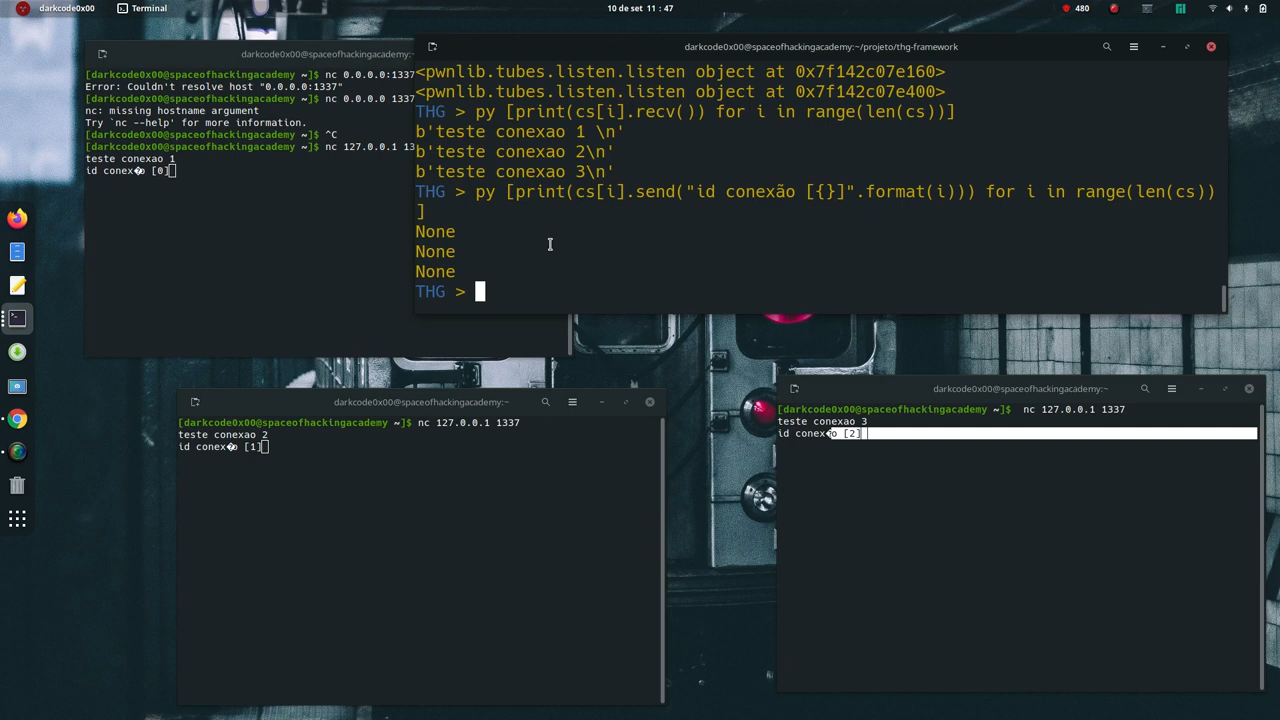 darkcode0x00
Terminal
10 de set 11 : 47
480
darkcode0x00@spaceofhackingacademy:~
[darkcode0x00@spaceofhackingacademy ~]$ nc 0.0.0.0:1337
Error: Couldn't resolve host "0.0.0.0:1337"
[darkcode0x00@spaceofhackingacademy ~]$ nc 0.0.0.0 1337
nc: missing hostname argument
Try `nc --help' for more information.
[darkcode0x00@spaceofhackingacademy ~]$ ^C
[darkcode0x00@spaceofhackingacademy ~]$ nc 127.0.0.1 13
teste conexao 1
id conex�o [0]
darkcode0x00@spaceofhackingacademy:~/projeto/thg-framework
<pwnlib.tubes.listen.listen object at 0x7f142c07e160>
<pwnlib.tubes.listen.listen object at 0x7f142c07e400>
THG > py [print(cs[i].recv()) for i in range(len(cs))]
b'teste conexao 1 \n'
b'teste conexao 2\n'
b'teste conexao 3\n'
THG > py [print(cs[i].send("id conexão [{}]".format(i))) for i in range(len(cs))
]
None
None
None
THG >
darkcode0x00@spaceofhackingacademy:~
[darkcode0x00@spaceofhackingacademy ~]$ nc 127.0.0.1 1337
teste conexao 2
id conex�o [1]
darkcode0x00@spaceofhackingacademy:~
[darkcode0x00@spaceofhackingacademy ~]$  nc 127.0.0.1 1337
teste conexao 3
id conex�o [2]